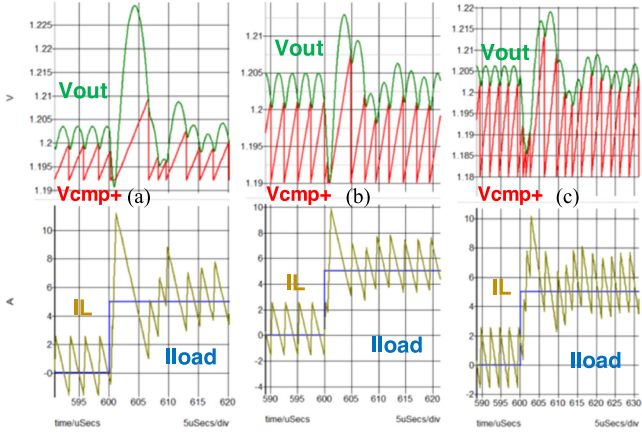 1.225
1.22
1.215
1.21
1.205
1.2
1.195
1.19
V
Vout
Vcmp+ (a)
10
8
6
4
2
-0
A
IL
Iload
595 600 605 610 615 620
time/uSecs 5uSecs/div
1.21
1.205
1.2
1.195
1.19
Vout
Vcmp+ (b)
10
8
6
4
2
0
-2
-4
IL
Iload
590 595 600 605 610 615 620
time/uSecs 5uSecs/div
1.22
1.215
1.21
1.205
1.2
1.195
1.19
1.185
1.18
Vout
Vcmp+ (c)
10
8
6
4
2
0
-2
IL
Iload
590 595 600 605 610 615 620 625 630
time/uSecs 5uSecs/div